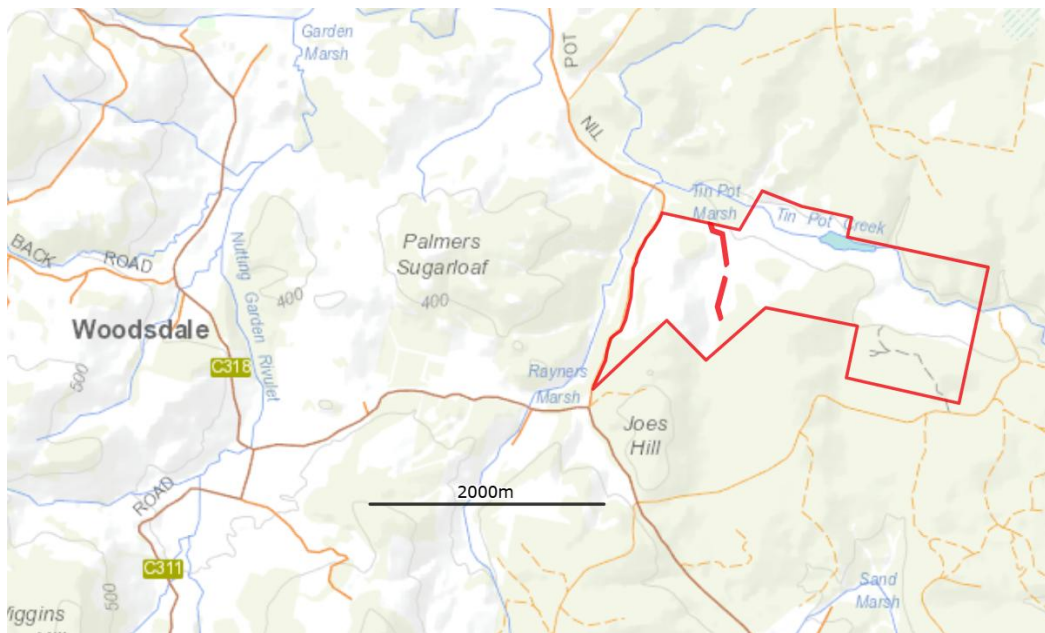 Garden
Marsh
POT
TIN
Tin Pot
Marsh
Tin Pot Creek
BACK
ROAD
Nutting Garden Rivulet
Palmers
Sugarloaf
400
400
Woodsdale
C318
500
Rayners
Marsh
Joes
Hill
2000m
ROAD
C311
500
Sand
Marsh
Wiggins